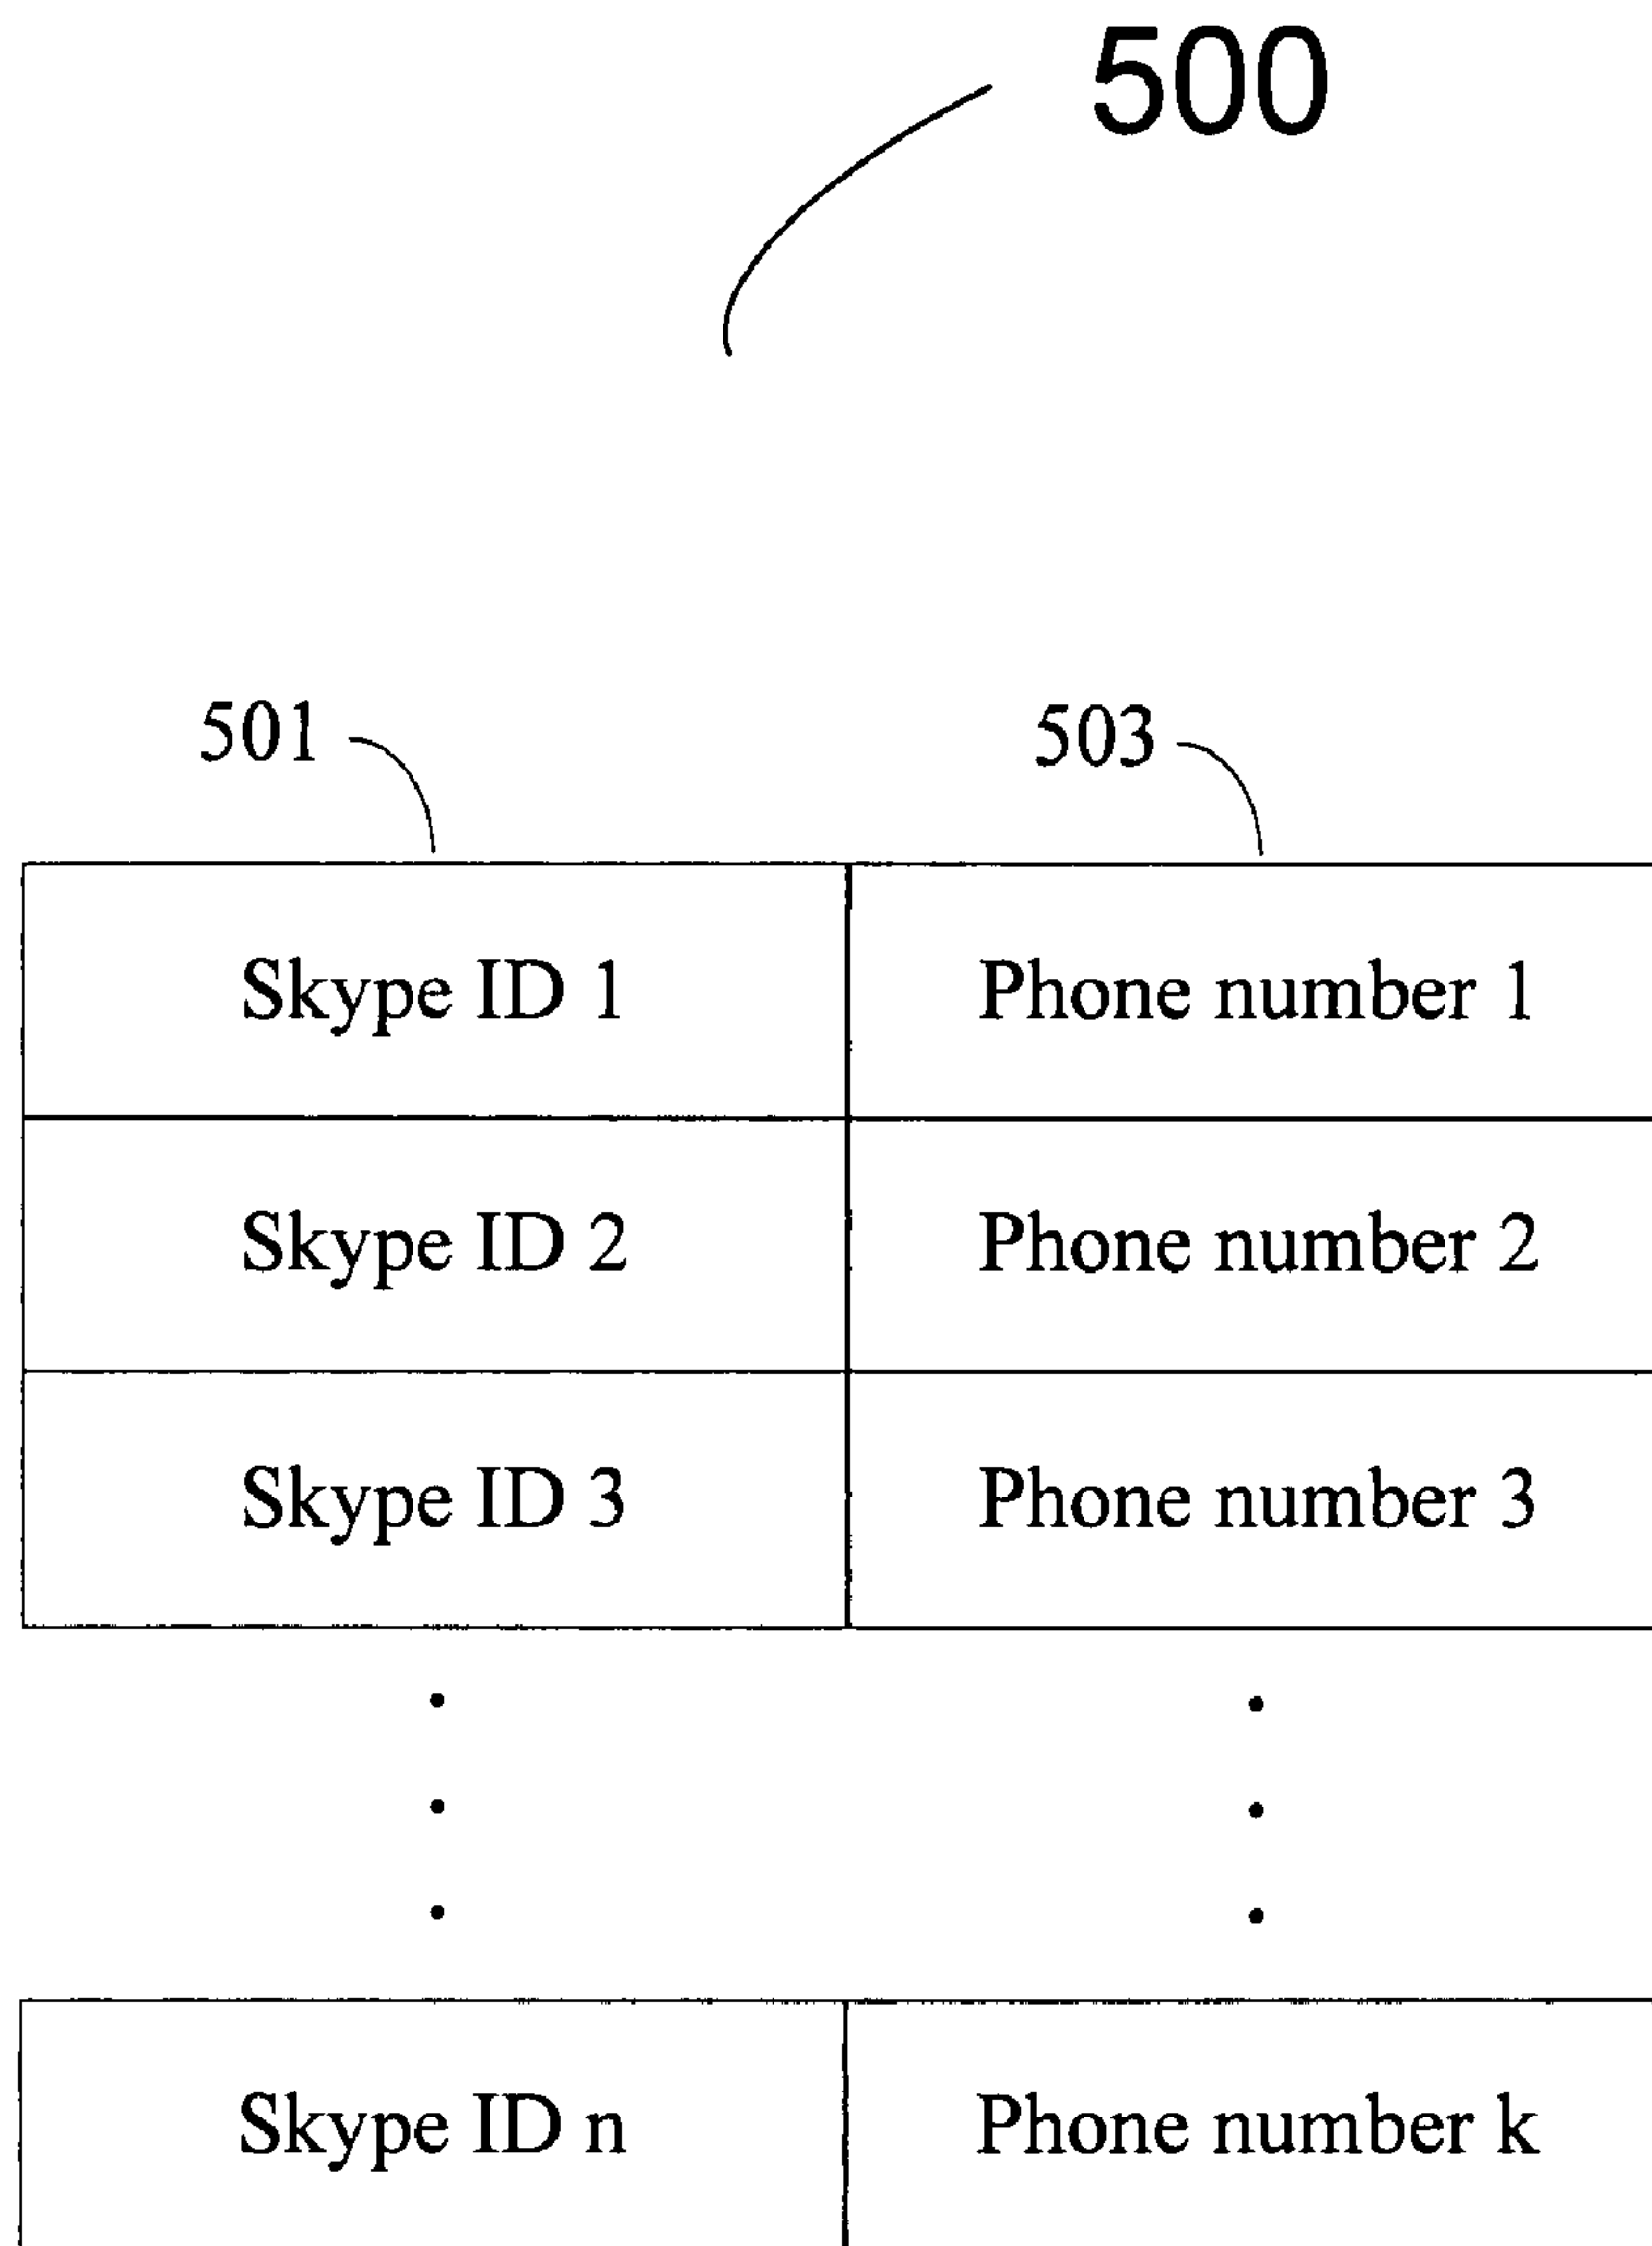 500
501 503
Skype ID 1 Phone number 1
Skype ID 2 Phone number 2
Skype ID 3 Phone number 3
Skype ID n Phone number k